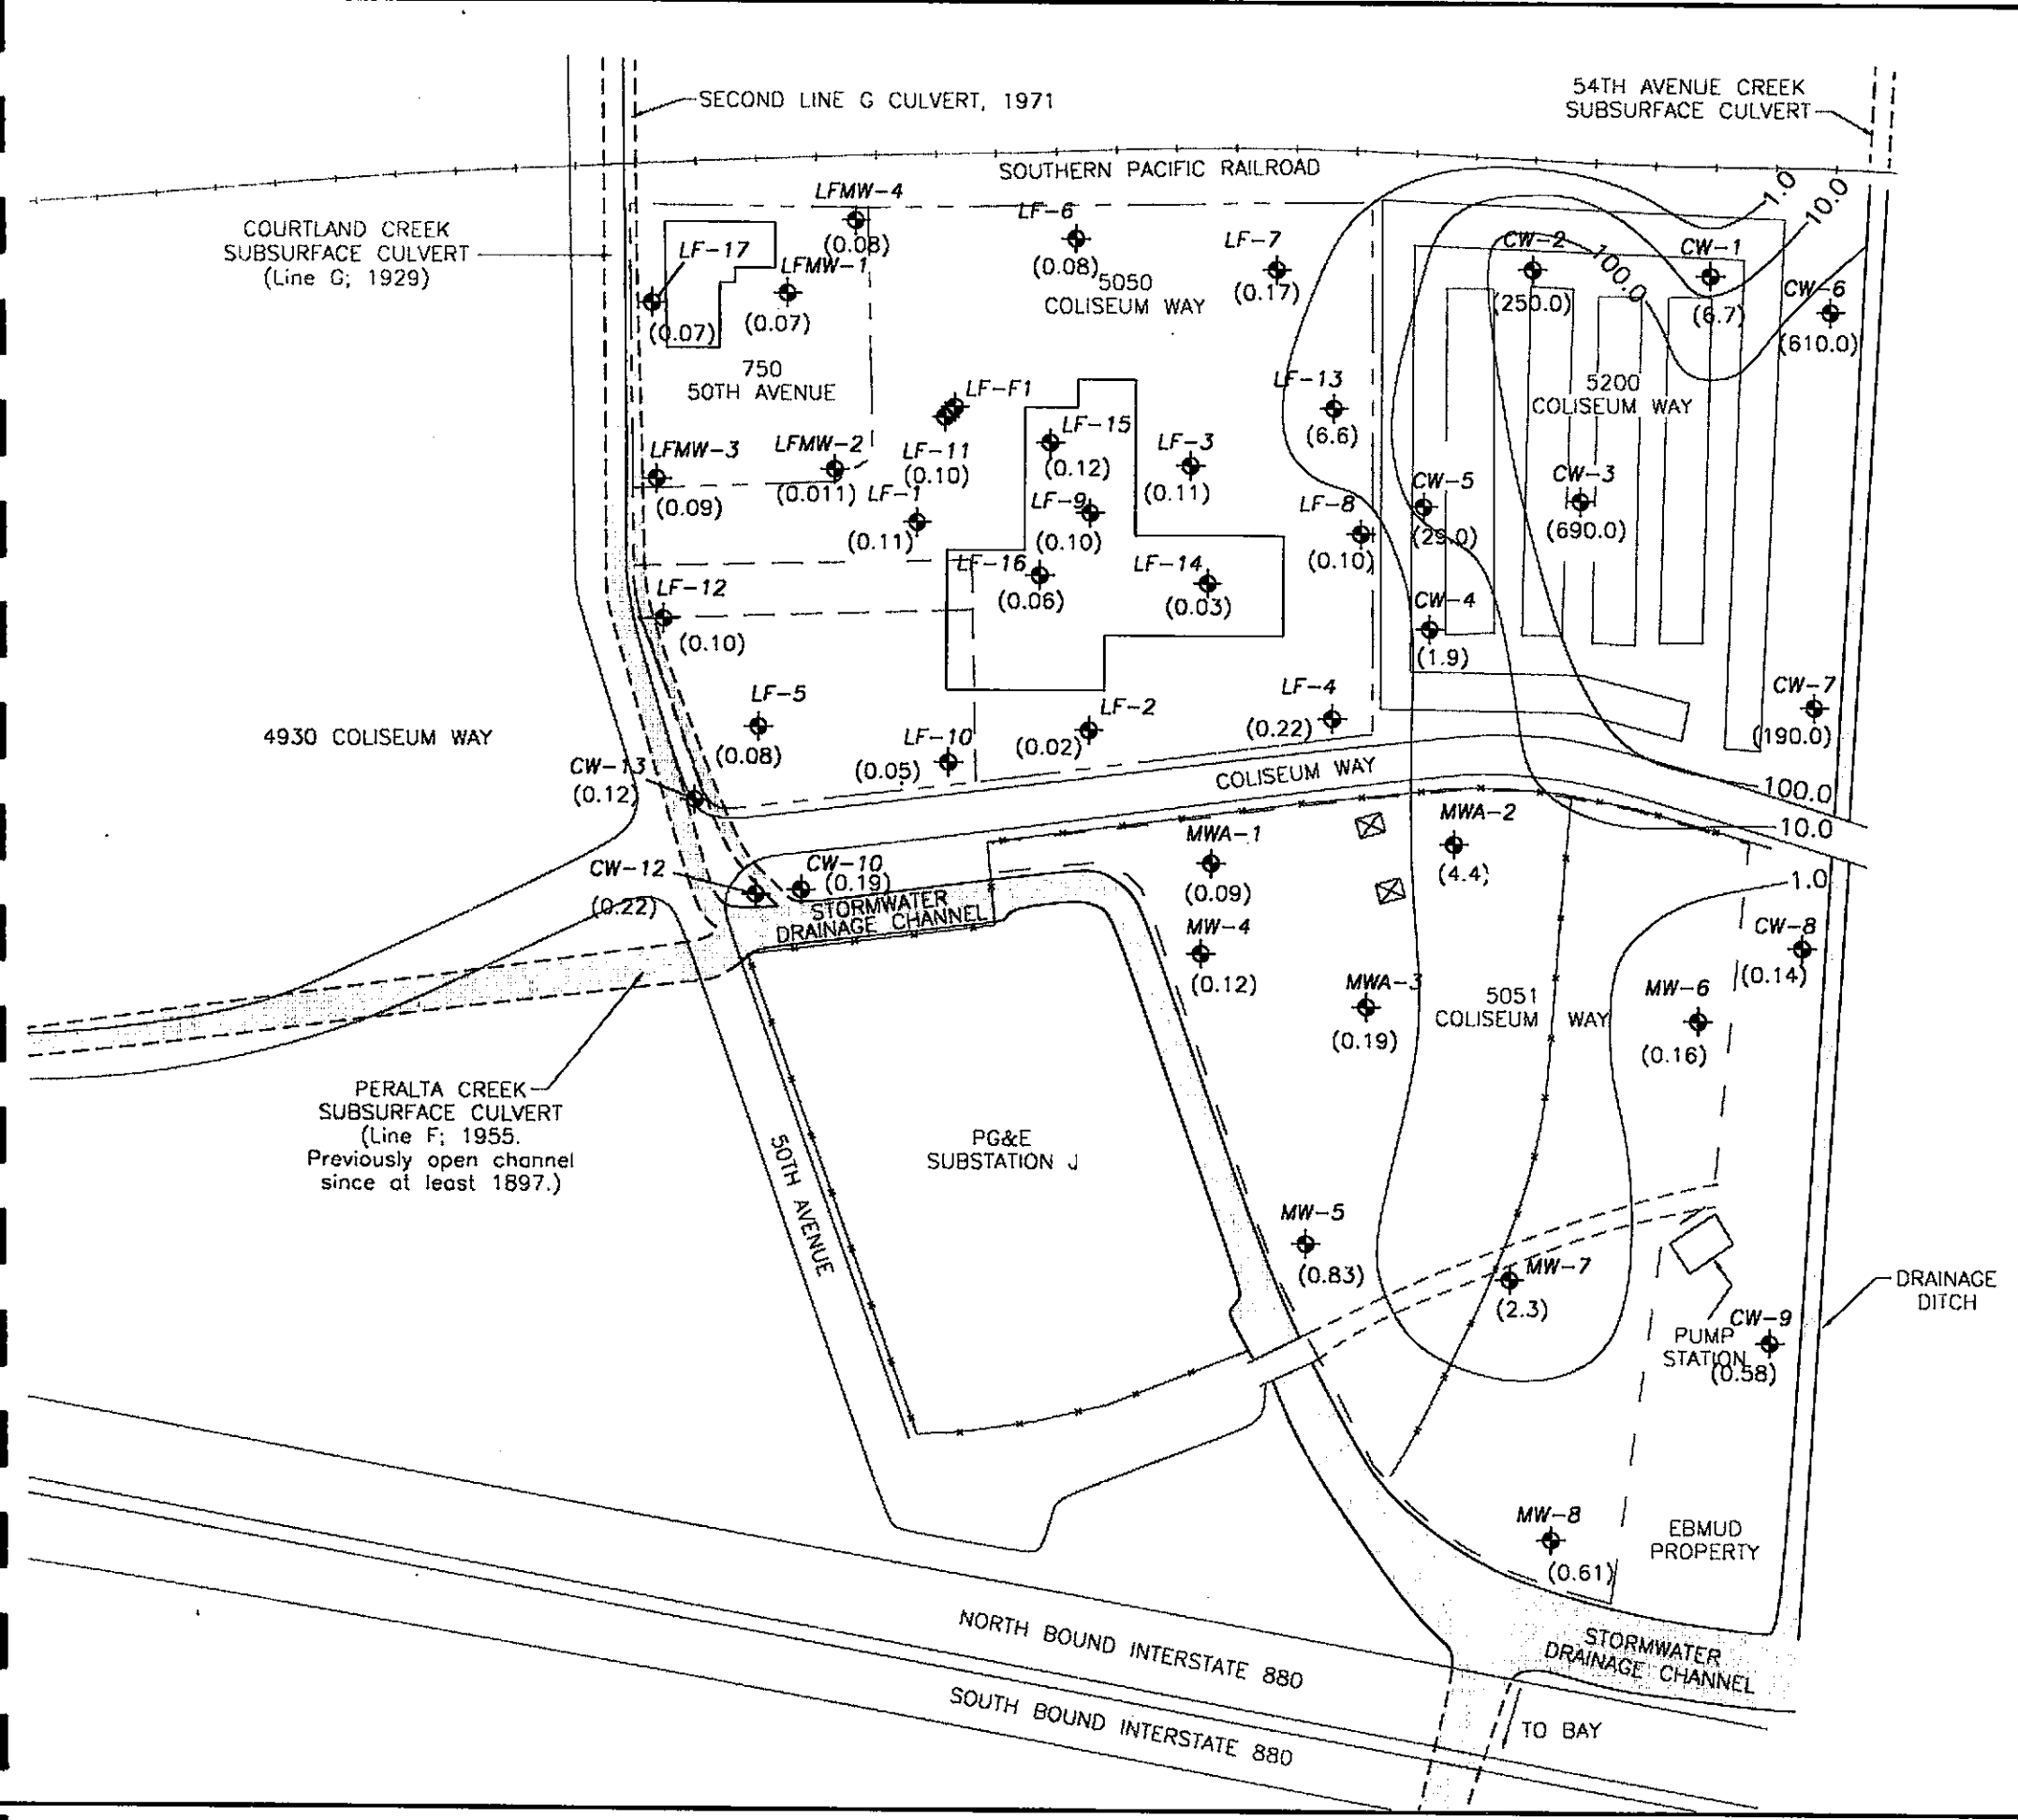 SECOND LINE G CULVERT, 1971
54TH AVENUE CREEK
SUBSURFACE CULVERT
SOUTHERN PACIFIC RAILROAD
1.0
10.0
100.0
COURTLAND CREEK
SUBSURFACE CULVERT
(Line G; 1929)
LFMW-4
(0.08)
LF-17
(0.07)
LFMW-1
(0.07)
LF-6
(0.08)
5050
COLISEUM WAY
LF-7
(0.17)
CW-2
(250.0)
CW-1
(6.7)
CW-6
(610.0)
750
50TH AVENUE
LF-F1
LF-11
(0.10)
LF-15
(0.12)
LF-3
(0.11)
LF-13
(6.6)
5200
COLISEUM WAY
LFMW-3
(0.09)
LFMW-2
(0.011)
LF-1
(0.11)
LF-9
(0.10)
LF-8
(0.10)
CW-5
(29.0)
CW-3
(690.0)
LF-16
(0.06)
LF-14
(0.03)
CW-4
(1.9)
LF-12
(0.10)
LF-5
(0.08)
LF-10
(0.05)
LF-2
(0.02)
LF-4
(0.22)
CW-7
(190.0)
4930 COLISEUM WAY
CW-13
(0.12)
COLISEUM WAY
100.0
10.0
1.0
CW-12
(0.22)
CW-10
(0.19)
STORMWATER
DRAINAGE CHANNEL
MWA-1
(0.09)
MWA-2
(4.4)
MW-4
(0.12)
MWA-3
(0.19)
5051
COLISEUM WAY
MW-6
(0.16)
CW-8
(0.14)
PERALTA CREEK
SUBSURFACE CULVERT
(Line F; 1955.
Previously open channel
since at least 1897.)
50TH AVENUE
PG&E
SUBSTATION J
MW-5
(0.83)
MW-7
(2.3)
PUMP
STATION
CW-9
(0.58)
DRAINAGE
DITCH
MW-8
(0.61)
EBMUD
PROPERTY
NORTH BOUND INTERSTATE 880
SOUTH BOUND INTERSTATE 880
STORMWATER
DRAINAGE CHANNEL
TO BAY